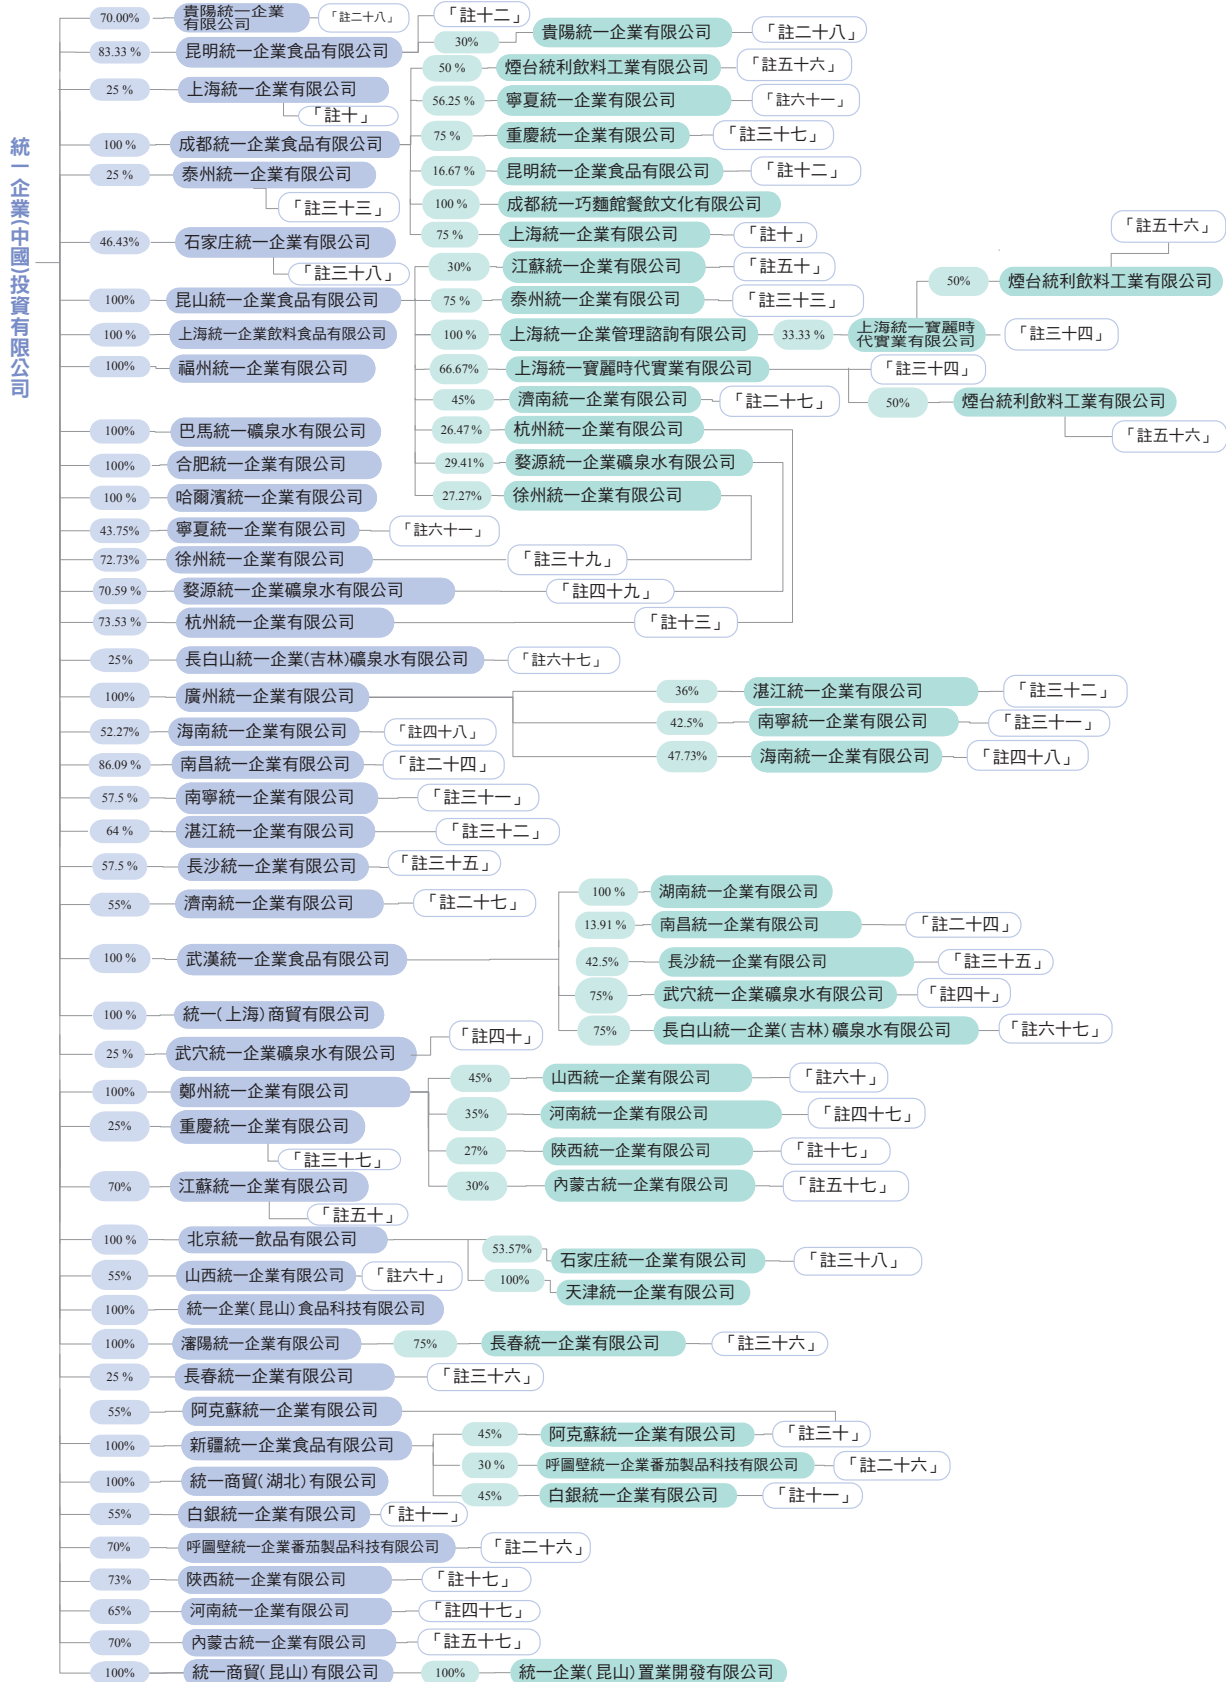 統一企業(中國)投資有限公司
70.00%
貴陽統一企業
有限公司
「註二十八」
「註十二」
30%
貴陽統一企業有限公司
「註二十八」
83.33 %
昆明統一企業食品有限公司
50 %
煙台統利飲料工業有限公司
「註五十六」
25 %
上海統一企業有限公司
「註十」
56.25 %
寧夏統一企業有限公司
「註六十一」
75 %
重慶統一企業有限公司
「註三十七」
100 %
成都統一企業食品有限公司
16.67 %
昆明統一企業食品有限公司
「註十二」
25 %
泰州統一企業有限公司
「註三十三」
100 %
成都統一巧麵館餐飲文化有限公司
75 %
上海統一企業有限公司
「註十」
「註五十六」
46.43%
石家庄統一企業有限公司
「註三十八」
30%
江蘇統一企業有限公司
「註五十」
50%
煙台統利飲料工業有限公司
100%
昆山統一企業食品有限公司
75 %
泰州統一企業有限公司
「註三十三」
100 %
上海統一企業飲料食品有限公司
100 %
上海統一企業管理諮詢有限公司
33.33 %
上海統一寶麗時
代實業有限公司
「註三十四」
100%
福州統一企業有限公司
66.67%
上海統一寶麗時代實業有限公司
「註三十四」
45%
濟南統一企業有限公司
「註二十七」
50%
煙台統利飲料工業有限公司
「註五十六」
100%
巴馬統一礦泉水有限公司
26.47 %
杭州統一企業有限公司
100%
合肥統一企業有限公司
29.41%
婺源統一企業礦泉水有限公司
100 %
哈爾濱統一企業有限公司
27.27%
徐州統一企業有限公司
43.75%
寧夏統一企業有限公司
「註六十一」
72.73%
徐州統一企業有限公司
「註三十九」
70.59 %
婺源統一企業礦泉水有限公司
「註四十九」
73.53 %
杭州統一企業有限公司
「註十三」
25%
長白山統一企業(吉林)礦泉水有限公司
「註六十七」
100%
廣州統一企業有限公司
36%
湛江統一企業有限公司
「註三十二」
52.27%
海南統一企業有限公司
「註四十八」
42.5%
南寧統一企業有限公司
「註三十一」
86.09 %
南昌統一企業有限公司
「註二十四」
47.73%
海南統一企業有限公司
「註四十八」
57.5 %
南寧統一企業有限公司
「註三十一」
64 %
湛江統一企業有限公司
「註三十二」
57.5 %
長沙統一企業有限公司
「註三十五」
55%
濟南統一企業有限公司
「註二十七」
100 %
湖南統一企業有限公司
13.91 %
南昌統一企業有限公司
「註二十四」
100 %
武漢統一企業食品有限公司
42.5%
長沙統一企業有限公司
「註三十五」
75%
武穴統一企業礦泉水有限公司
「註四十」
100 %
統一(上海)商貿有限公司
75%
長白山統一企業(吉林)礦泉水有限公司
「註六十七」
25 %
武穴統一企業礦泉水有限公司
「註四十」
100%
鄭州統一企業有限公司
45%
山西統一企業有限公司
「註六十」
25%
重慶統一企業有限公司
「註三十七」
35%
河南統一企業有限公司
「註四十七」
27%
陝西統一企業有限公司
「註十七」
70%
江蘇統一企業有限公司
「註五十」
30%
內蒙古統一企業有限公司
「註五十七」
100 %
北京統一飲品有限公司
53.57%
石家庄統一企業有限公司
「註三十八」
55%
山西統一企業有限公司
「註六十」
100%
天津統一企業有限公司
100%
統一企業(昆山)食品科技有限公司
100%
瀋陽統一企業有限公司
75%
長春統一企業有限公司
「註三十六」
25 %
長春統一企業有限公司
「註三十六」
55%
阿克蘇統一企業有限公司
100%
新疆統一企業食品有限公司
45%
阿克蘇統一企業有限公司
「註三十」
30 %
呼圖壁統一企業番茄製品科技有限公司
「註二十六」
100%
統一商貿(湖北)有限公司
45%
白銀統一企業有限公司
「註十一」
55%
白銀統一企業有限公司
「註十一」
70%
呼圖壁統一企業番茄製品科技有限公司
「註二十六」
73%
陝西統一企業有限公司
「註十七」
65%
河南統一企業有限公司
「註四十七」
70%
內蒙古統一企業有限公司
「註五十七」
100%
統一商貿(昆山)有限公司
100%
統一企業(昆山)置業開發有限公司